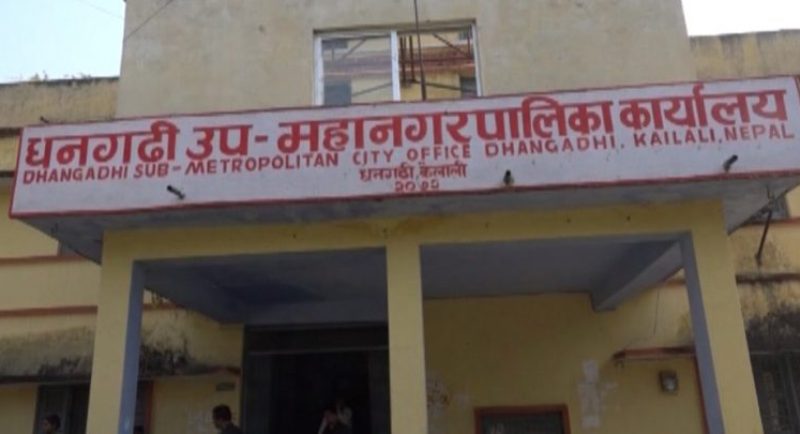 धनगढी उप-महानगरपालिका कार्यालय
DHANGADHI SUB-METROPOLITAN CITY OFFICE DHANGADHI, KAILALI, NEPAL
धनगढी, कैलाली
२०७२